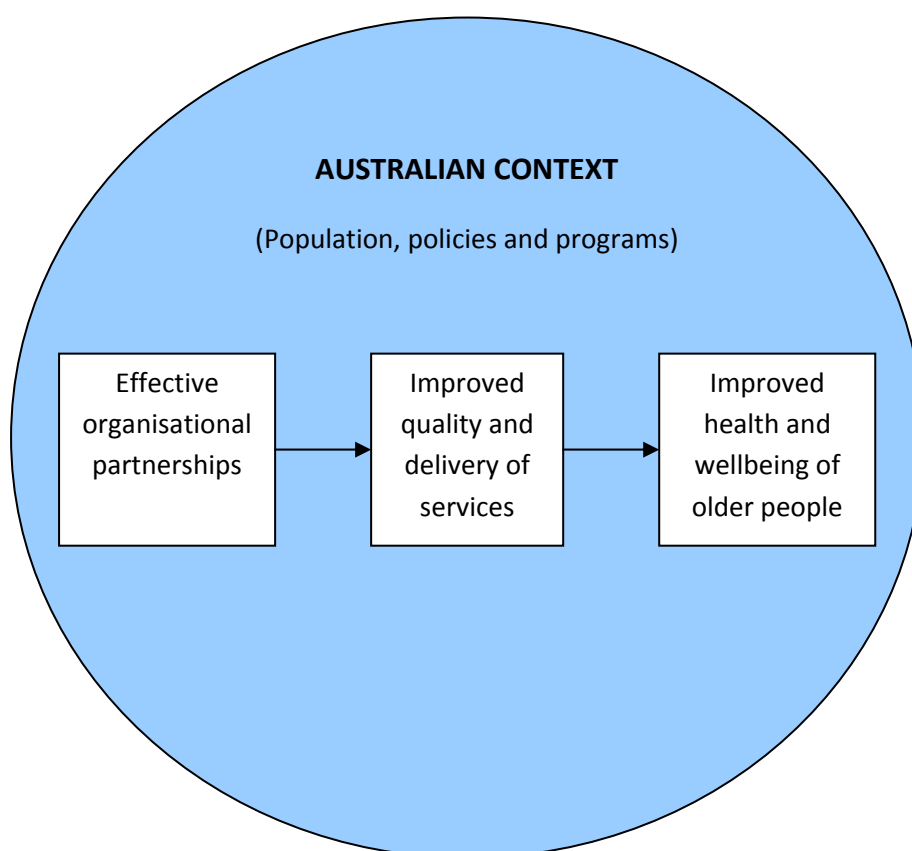 AUSTRALIAN CONTEXT
(Population, policies and programs)
Effective
organisational
partnerships
Improved
quality and
delivery of
services
Improved
health and
wellbeing of
older people